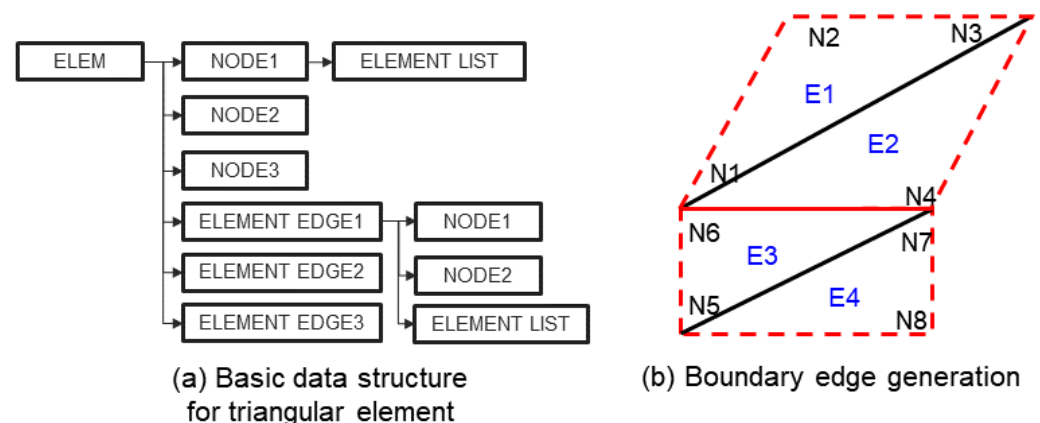 ELEM
NODE1
ELEMENT LIST
NODE2
NODE3
ELEMENT EDGE1
NODE1
ELEMENT EDGE2
NODE2
ELEMENT EDGE3
ELEMENT LIST
(a) Basic data structure
for triangular element
N2
N3
E1
E2
N1
N4
N6
N7
E3
N5
E4
N8
(b) Boundary edge generation